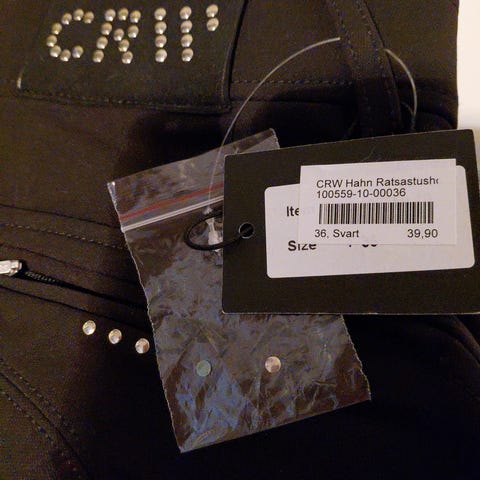 CRW
CRW Hahn Ratsastusho
100559-10-00036
36, Svart 39,90
Ite
Size